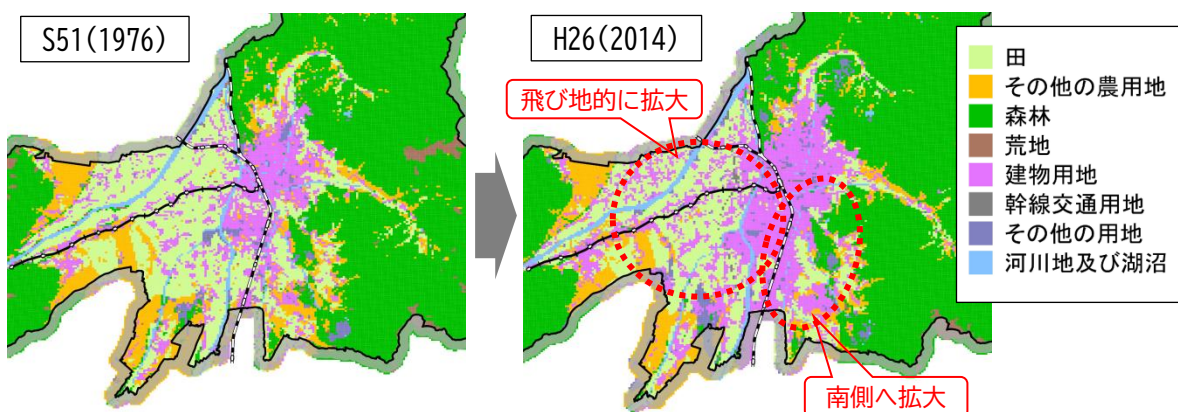 S51(1976)
H26(2014)
飛び地的に拡大
南側へ拡大
田
その他の農用地
森林
荒地
建物用地
幹線交通用地
その他の用地
河川地及び湖沼